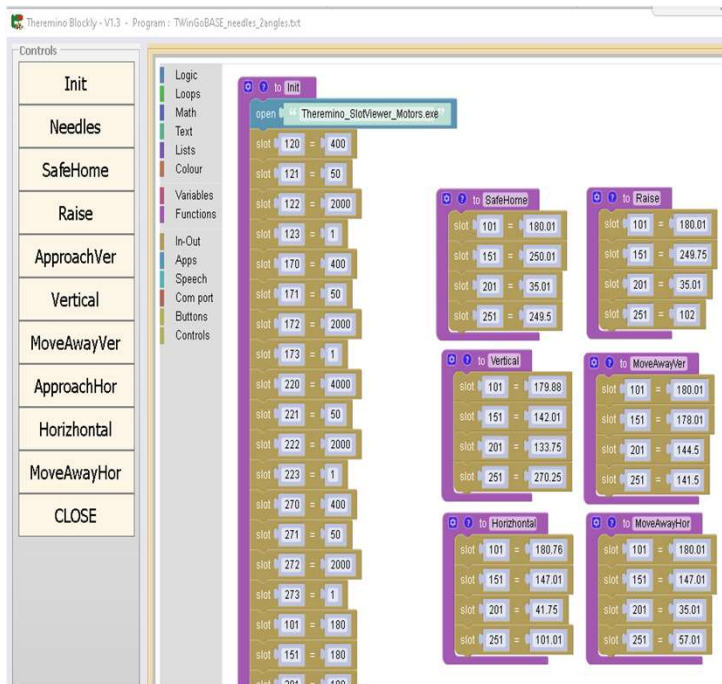 Theremino Blockly - V1.3 - Program : TWinGoBASE_needles_2angles.txt
Controls
Init
Needles
SafeHome
Raise
ApproachVer
Vertical
MoveAwayVer
ApproachHor
Horizhontal
MoveAwayHor
CLOSE
Logic
Loops
Math
Text
Lists
Colour
Variables
Functions
In-Out
Apps
Speech
Com port
Buttons
Controls
to Init
open “ Theremino_SlotViewer_Motors.exe ”
slot 120 = 400
slot 121 = 50
slot 122 = 2000
slot 123 = 1
slot 170 = 400
slot 171 = 50
slot 172 = 2000
slot 173 = 1
slot 220 = 4000
slot 221 = 50
slot 222 = 2000
slot 223 = 1
slot 270 = 400
slot 271 = 50
slot 272 = 2000
slot 273 = 1
slot 101 = 180
slot 151 = 180
slot 201 = 180
to SafeHome
slot 101 = 180.01
slot 151 = 250.01
slot 201 = 35.01
slot 251 = 249.5
to Raise
slot 101 = 180.01
slot 151 = 249.75
slot 201 = 35.01
slot 251 = 102
to Vertical
slot 101 = 179.88
slot 151 = 142.01
slot 201 = 133.75
slot 251 = 270.25
to MoveAwayVer
slot 101 = 180.01
slot 151 = 178.01
slot 201 = 144.5
slot 251 = 141.5
to Horizhontal
slot 101 = 180.76
slot 151 = 147.01
slot 201 = 41.75
slot 251 = 101.01
to MoveAwayHor
slot 101 = 180.01
slot 151 = 147.01
slot 201 = 35.01
slot 251 = 57.01